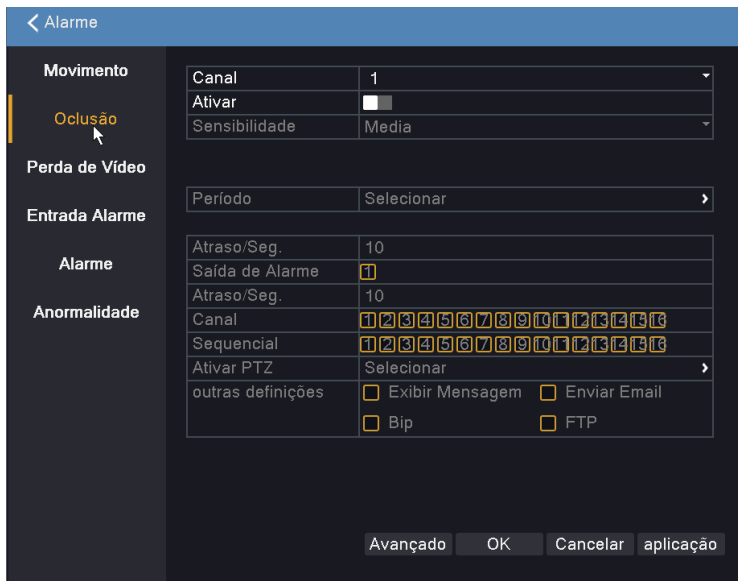 Alarme
Movimento
Oclusão
Perda de Vídeo
Entrada Alarme
Alarme
Anormalidade
Canal 1
Ativar
Sensibilidade Media
Período Selecionar
Atraso/Seg. 10
Saída de Alarme 1
Atraso/Seg. 10
Canal 1 2 3 4 5 6 7 8 9 10 11 12 13 14 15 16
Sequencial 1 2 3 4 5 6 7 8 9 10 11 12 13 14 15 16
Ativar PTZ Selecionar
outras definições Exibir Mensagem Enviar Email
Bip FTP
Avançado OK Cancelar aplicação